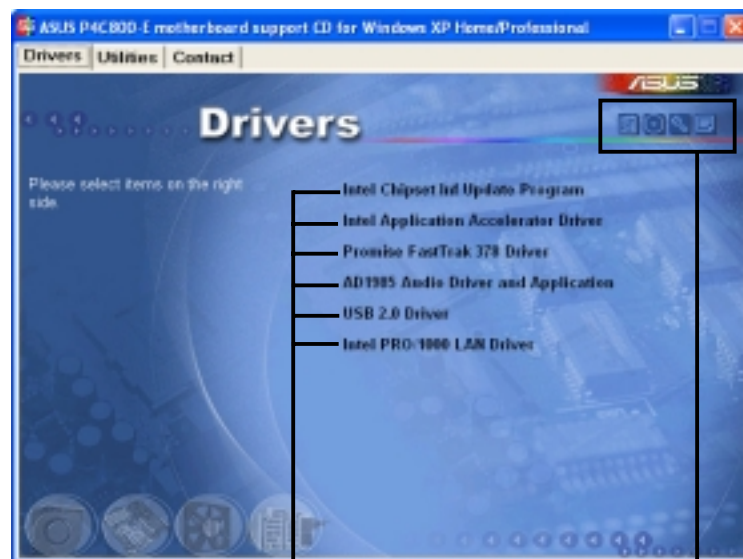 ASUS P4C800-E motherboard support CD for Windows XP Home/Professional
Drivers Utilities Contact
ASUS
Drivers
Please select items on the right
side.
Intel Chipset Inf Update Program
Intel Application Accelerator Driver
Promise FastTrak 378 Driver
AD1985 Audio Driver and Application
USB 2.0 Driver
Intel PRO/1000 LAN Driver